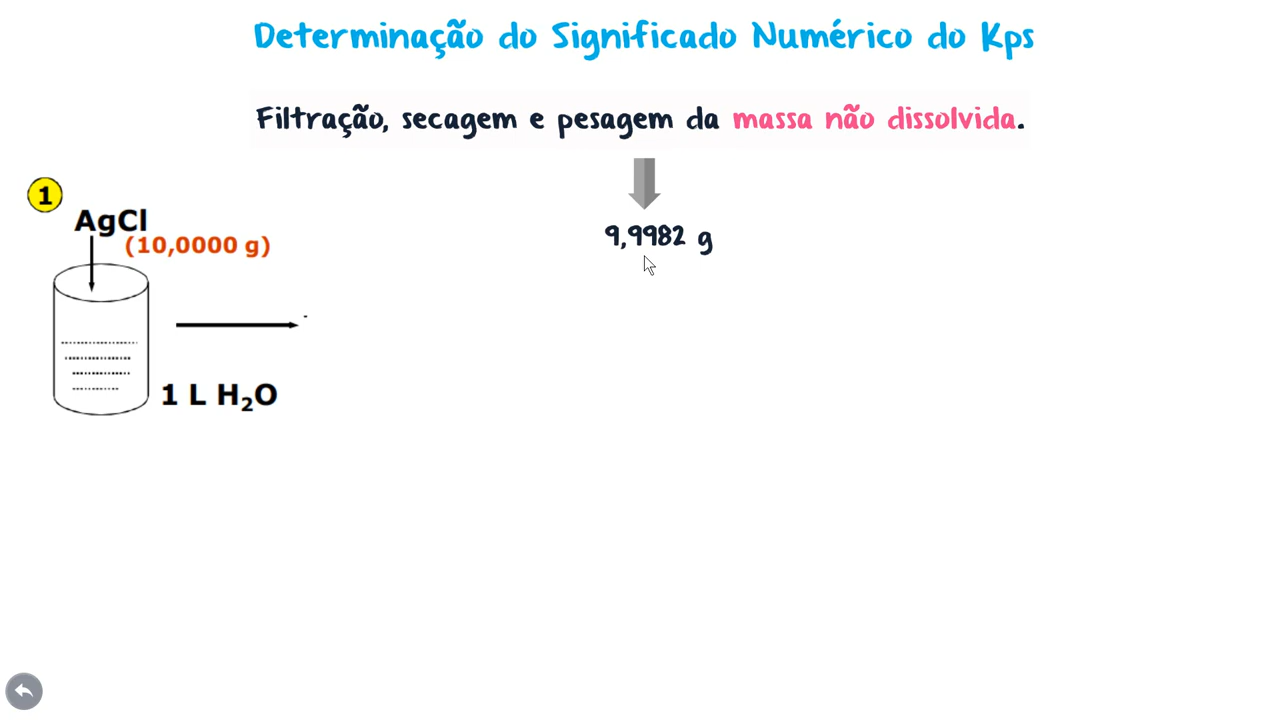 Determinação do Significado Numérico do Kps
Filtração, secagem e pesagem da massa não dissolvida.
1
AgCl
(10,0000 g)
9,9982 g
1 L H₂O